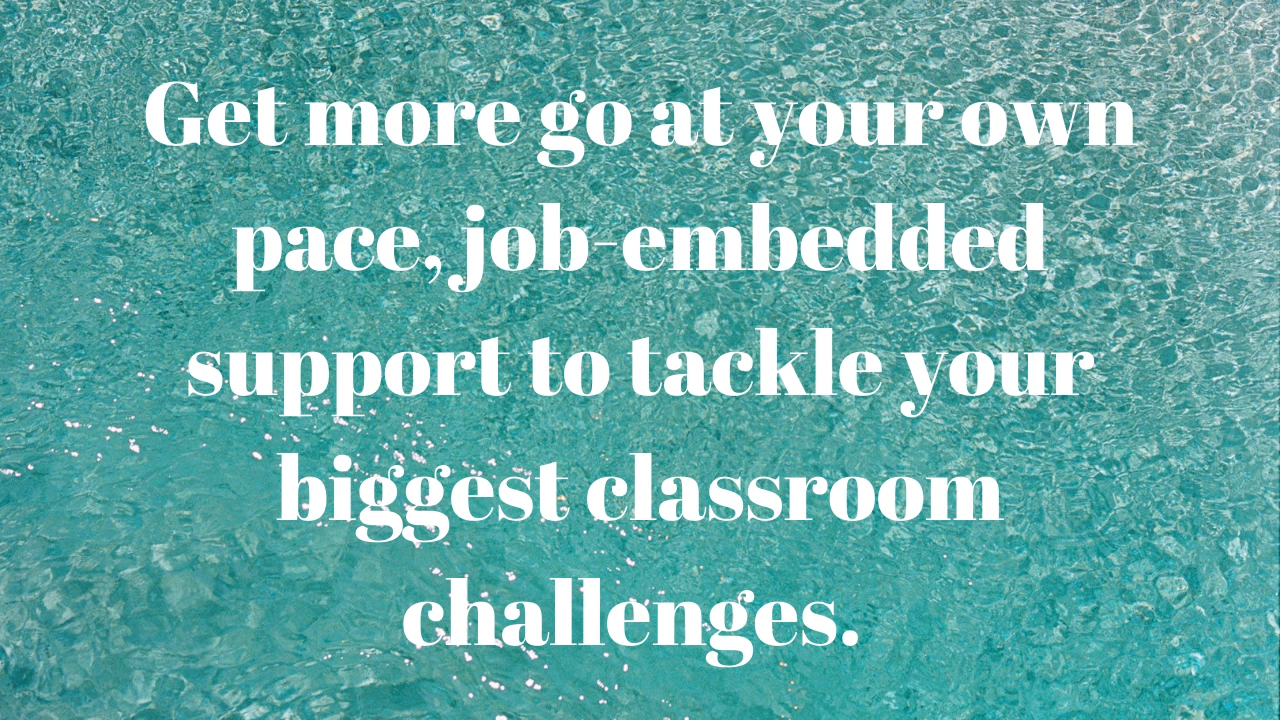 Get more go at your own
pace, job-embedded
support to tackle your
biggest classroom
challenges.